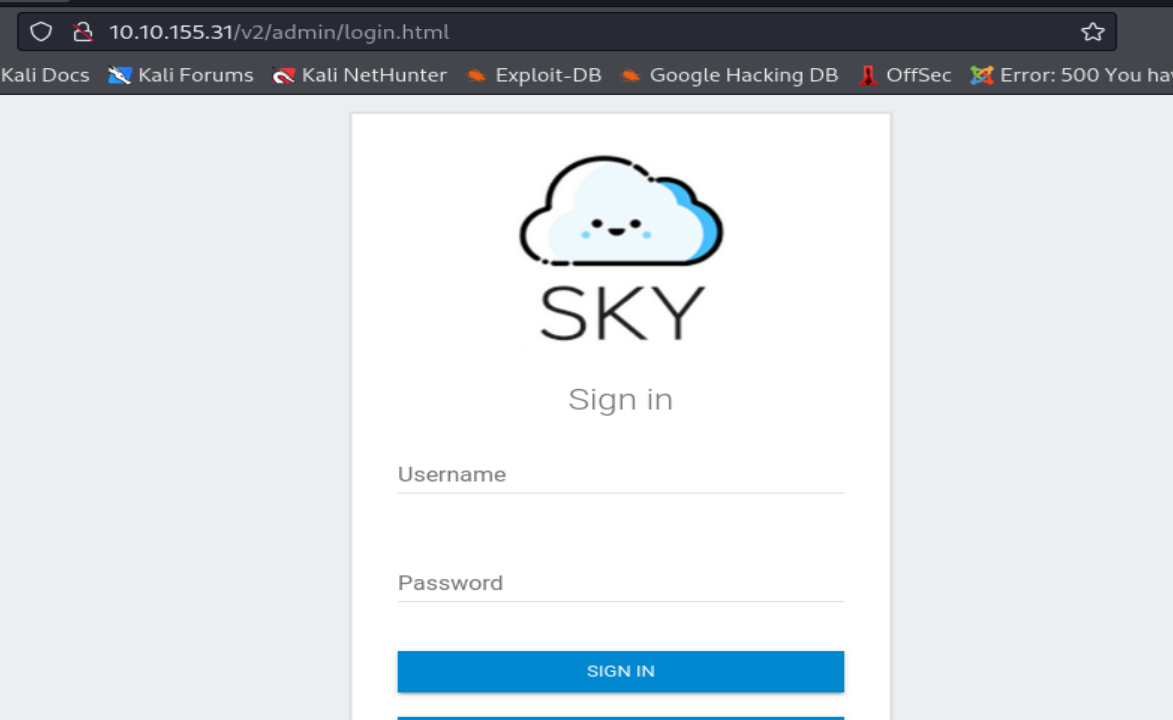 10.10.155.31/v2/admin/login.html
Kali Docs Kali Forums Kali NetHunter Exploit-DB Google Hacking DB OffSec Error: 500 You hav
SKY
Sign in
Username
Password
SIGN IN